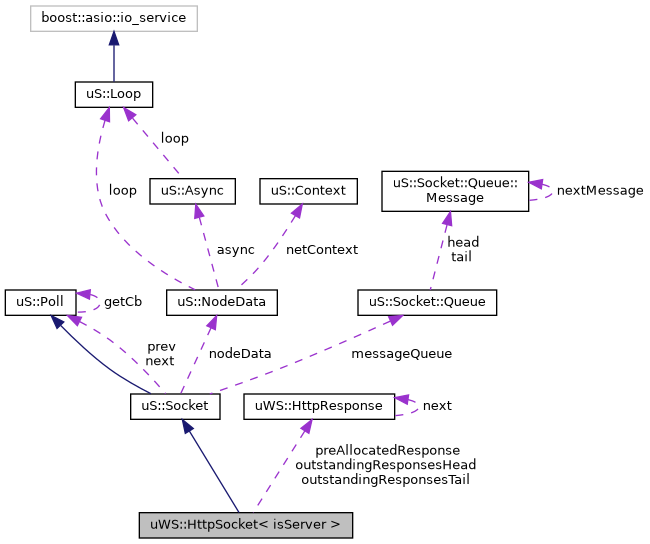 boost::asio::io_service
uS::Loop
loop
uS::Async
uS::Context
uS::Socket::Queue::
Message
nextMessage
loop
async
netContext
head
tail
uS::Poll
getCb
uS::NodeData
uS::Socket::Queue
prev
next
nodeData
messageQueue
uS::Socket
uWS::HttpResponse
next
preAllocatedResponse
outstandingResponsesHead
outstandingResponsesTail
uWS::HttpSocket< isServer >